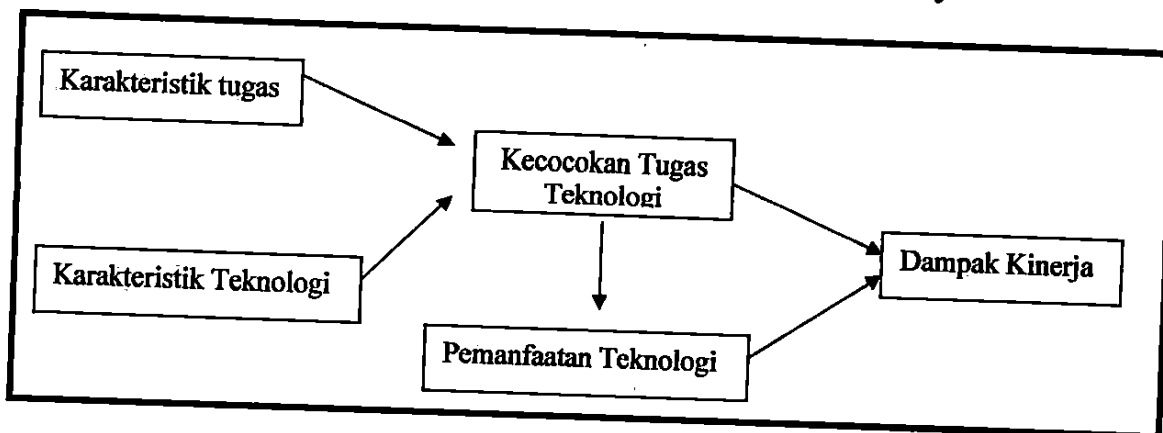 Karakteristik tugas
Kecocokan Tugas
Teknologi
Karakteristik Teknologi
Dampak Kinerja
Pemanfaatan Teknologi